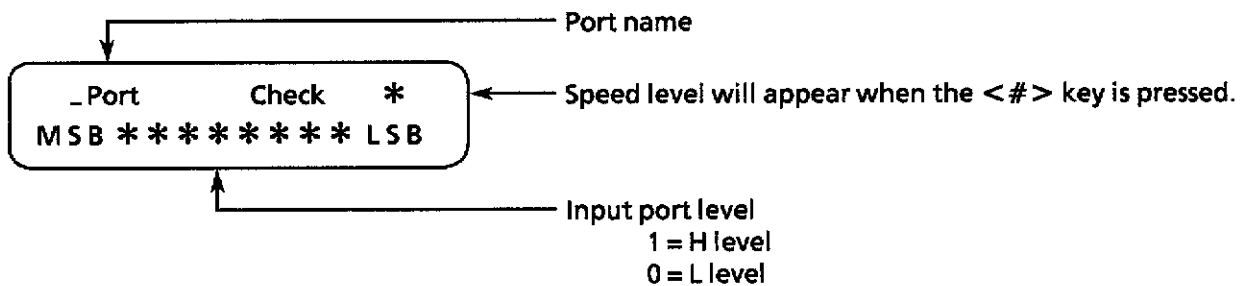 Port name
_Port Check *
Speed level will appear when the <#> key is pressed.
MSB ******** LSB
Input port level
1 = H level
0 = L level